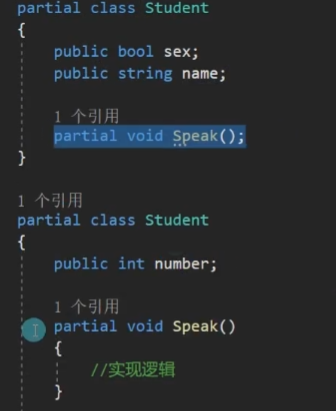 partial class Student
{
public bool sex;
public string name;
1 个引用
partial void Speak();
}
1 个引用
partial class Student
{
public int number;
1 个引用
partial void Speak()
{
//实现逻辑
}